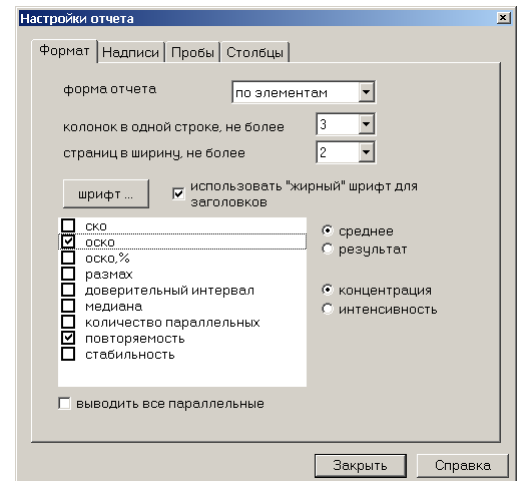 Настройки отчета
Формат Надписи Пробы Столбцы
форма отчета по элементам
колонок в одной строке, не более 3
страниц в ширину, не более 2
шрифт ... использовать "жирный" шрифт для
заголовков
ско
оско
оско,%
размах
доверительный интервал
медиана
количество параллельных
повторяемость
стабильность
среднее
результат
концентрация
интенсивность
выводить все параллельные
Закрыть Справка